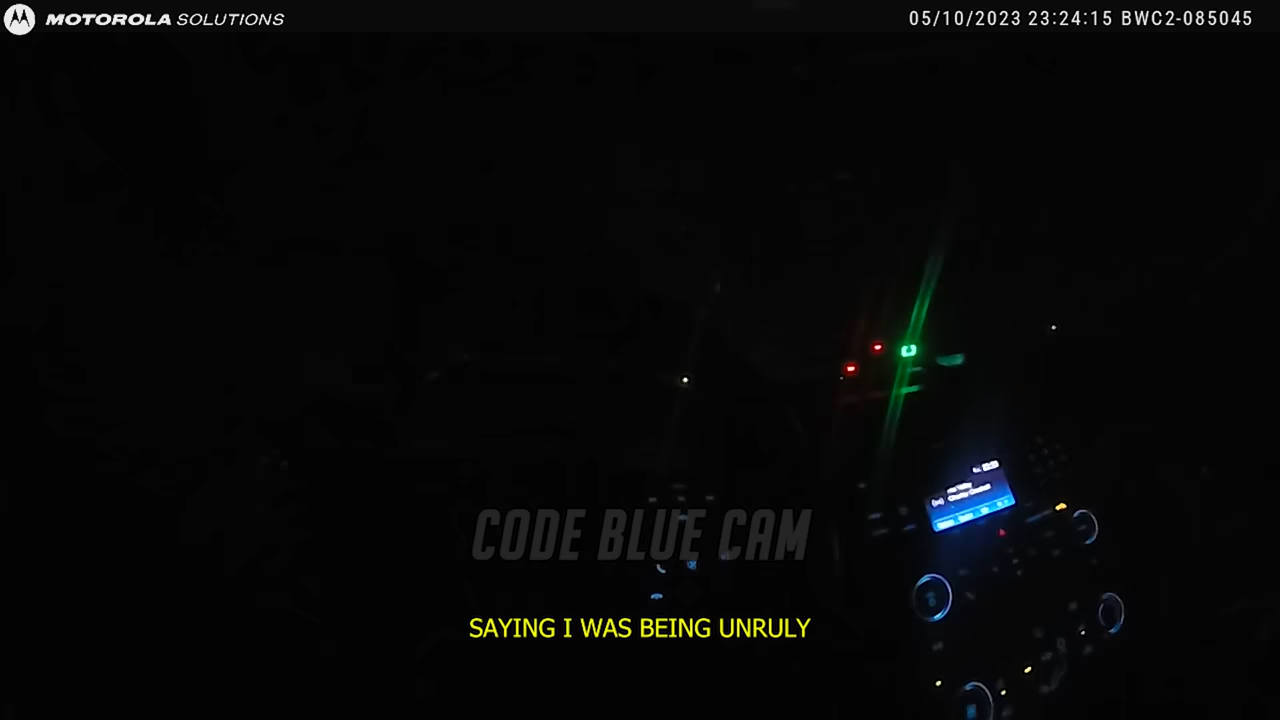 MOTOROLA SOLUTIONS
05/10/2023 23:24:15 BWC2-085045
CODE BLUE CAM
SAYING I WAS BEING UNRULY